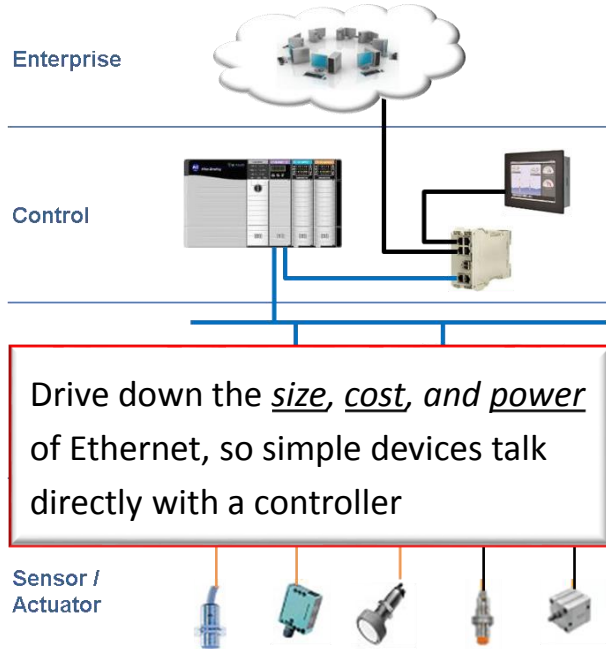 Enterprise
Control
Drive down the size, cost, and power
of Ethernet, so simple devices talk
directly with a controller
Sensor /
Actuator